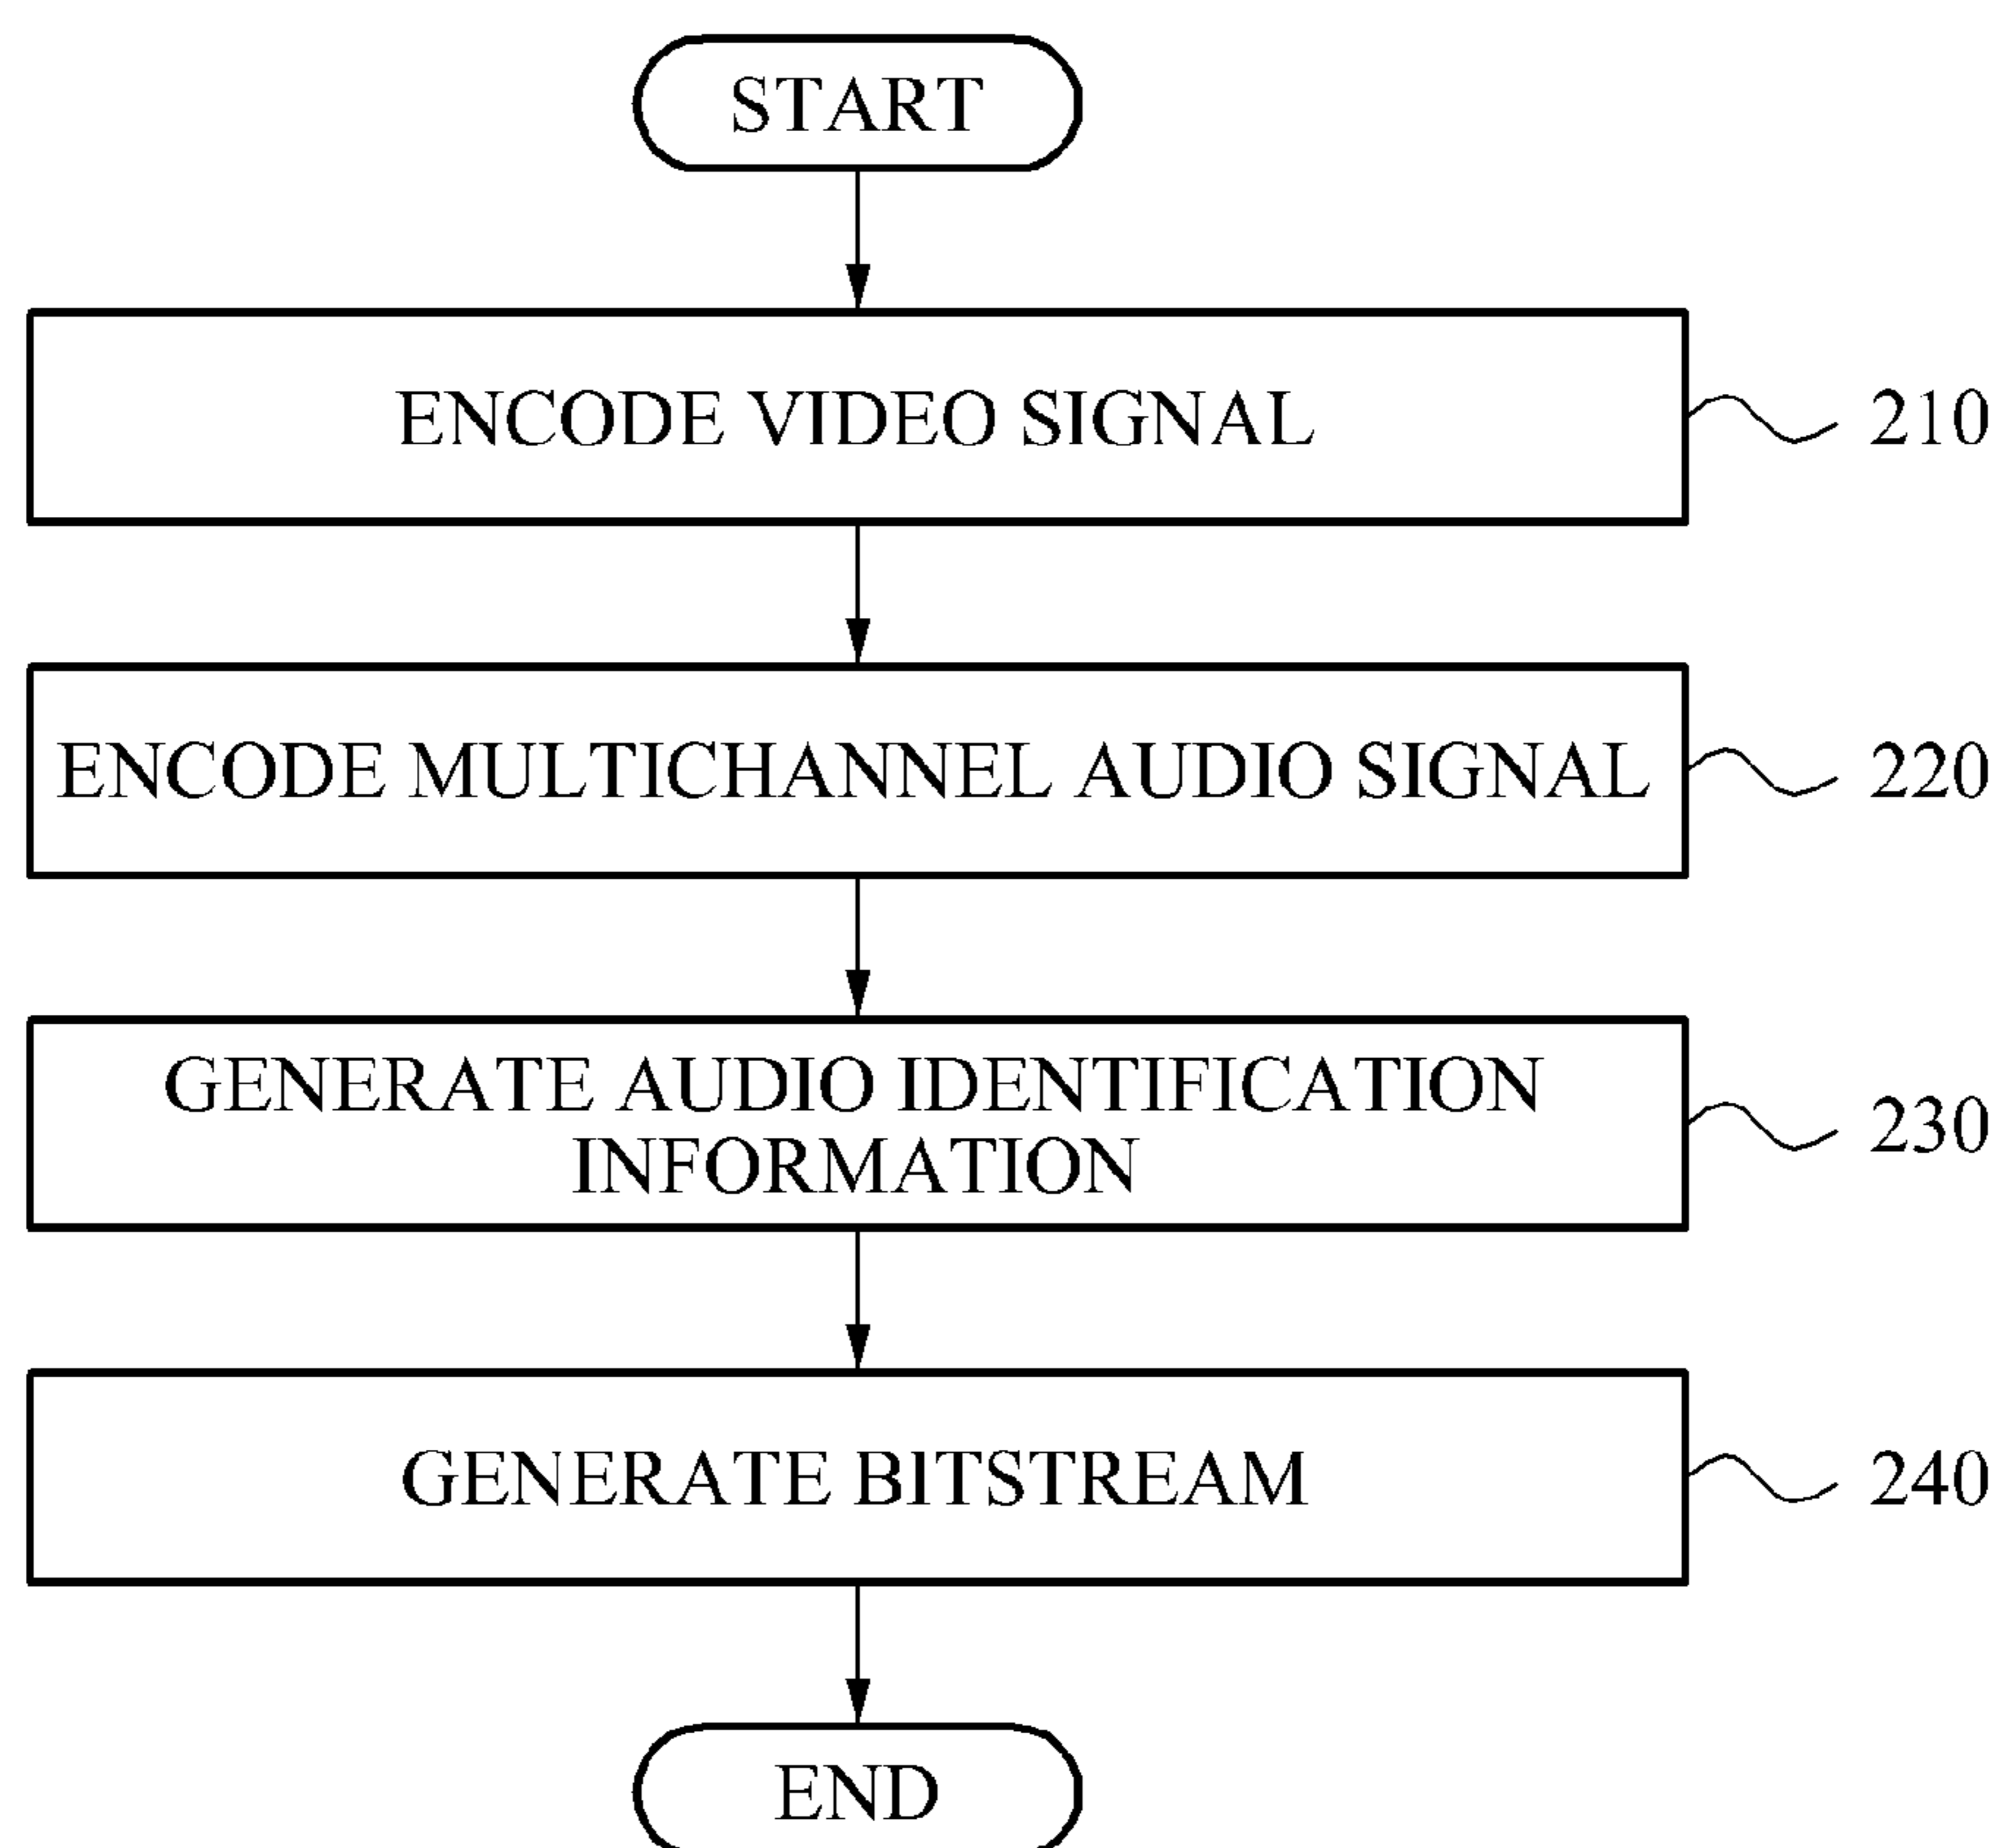 START
ENCODE VIDEO SIGNAL
210
ENCODE MULTICHANNEL AUDIO SIGNAL
220
GENERATE AUDIO IDENTIFICATION
INFORMATION
230
GENERATE BITSTREAM
240
END